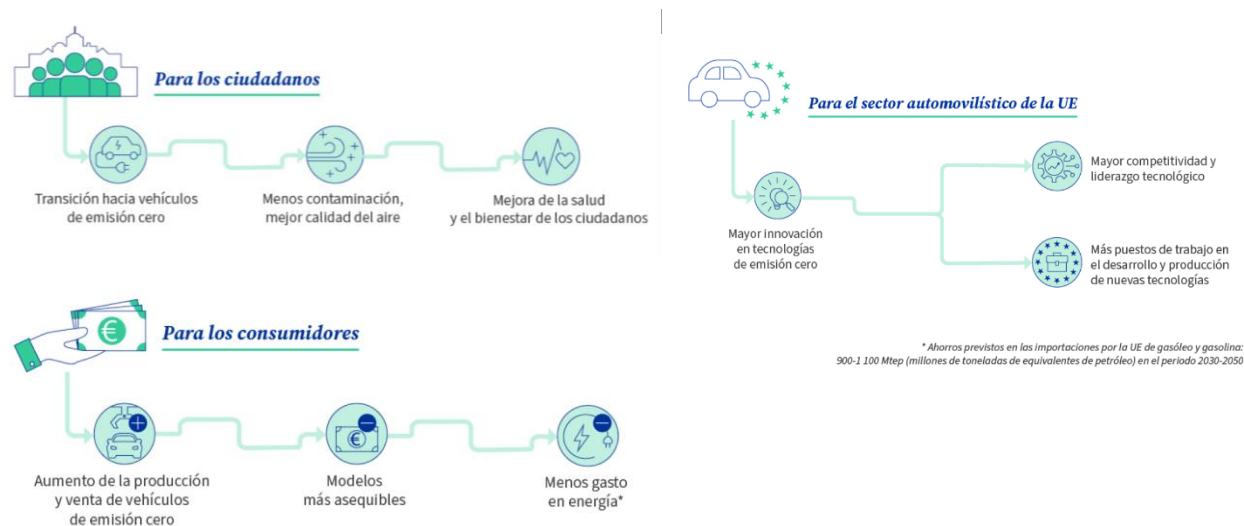 Para los ciudadanos
Transición hacia vehículos
de emisión cero
Menos contaminación,
mejor calidad del aire
Mejora de la salud
y el bienestar de los ciudadanos
Para los consumidores
Aumento de la producción
y venta de vehículos
de emisión cero
Modelos
más asequibles
Menos gasto
en energía*
Para el sector automovilístico de la UE
Mayor innovación
en tecnologías
de emisión cero
Mayor competitividad y
liderazgo tecnológico
Más puestos de trabajo en
el desarrollo y producción
de nuevas tecnologías
* Ahorros previstos en las importaciones por la UE de gasóleo y gasolina:
900-1 100 Mtep (millones de toneladas de equivalentes de petróleo) en el periodo 2030-2050